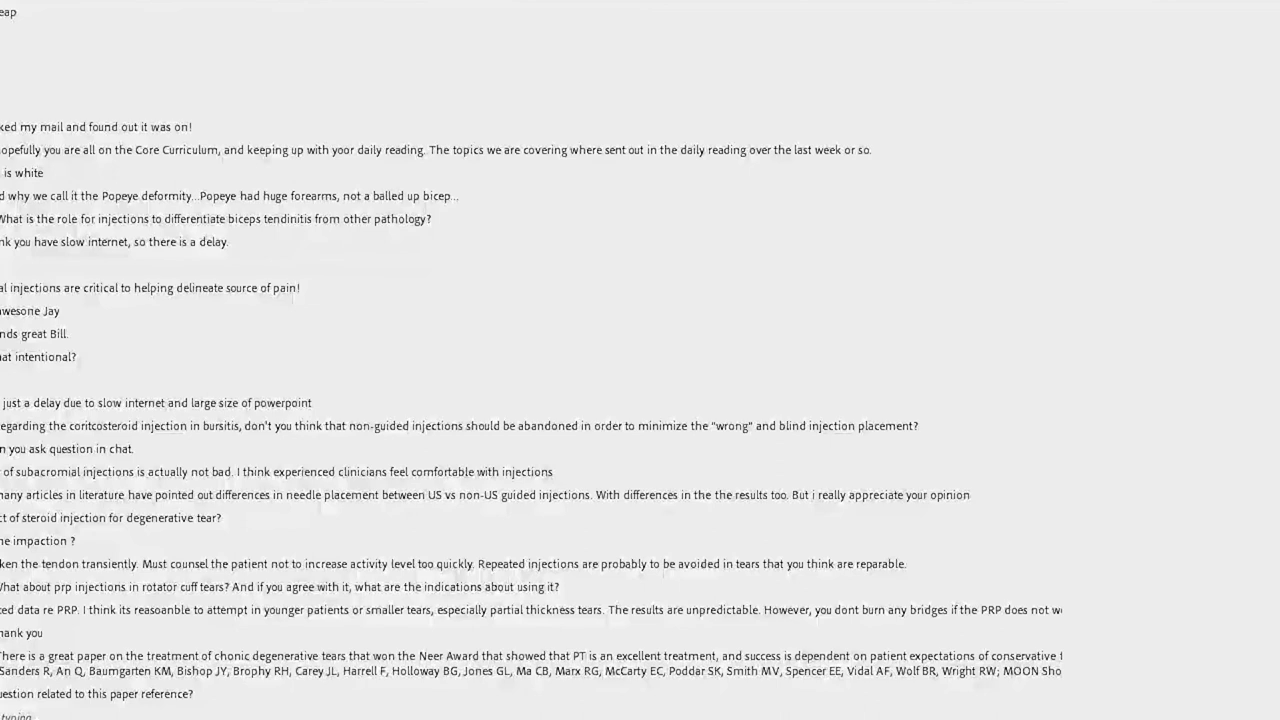 eap
ked my mail and found out it was on!
opefully you are all on the Core Curriculum, and keeping up with yoor daily reading. The topics we are covering where sent out in the daily reading over the last week or so.
is white
d why we call it the Popeye deformity...Popeye had huge forearms, not a balled up bicep...
What is the role for injections to differentiate biceps tendinitis from other pathology?
nk you have slow internet, so there is a delay.
al injections are critical to helping delineate source of pain!
awesone Jay
nds great Bill.
hat intentional?
just a delay due to slow internet and large size of powerpoint
egarding the coritcosteroid injection in bursitis, don't you think that non-guided injections should be abandoned in order to minimize the "wrong" and blind injection placement?
n you ask question in chat.
of subacromial injections is actually not bad. I think experienced clinicians feel comfortable with injections
many articles in literature have pointed out differences in needle placement between US vs non-US guided injections. With differences in the the results too. But i really appreciate your opinion
ct of steroid injection for degenerative tear?
ne impaction ?
ken the tendon transiently. Must counsel the patient not to increase activity level too quickly. Repeated injections are probably to be avoided in tears that you think are reparable.
What about prp injections in rotator cuff tears? And if you agree with it, what are the indications about using it?
ted data re PRP. I think its reasoanble to attempt in younger patients or smaller tears, especially partial thickness tears. The results are unpredictable. However, you dont burn any bridges if the PRP does not w
hank you
There is a great paper on the treatment of chonic degenerative tears that won the Neer Award that showed that PT is an excellent treatment, and success is dependent on patient expectations of conservative t
Sanders R, An Q, Baumgarten KM, Bishop JY, Brophy RH, Carey JL, Harrell F, Holloway BG, Jones GL, Ma CB, Marx RG, McCarty EC, Poddar SK, Smith MV, Spencer EE, Vidal AF, Wolf BR, Wright RW; MOON Sho
uestion related to this paper reference?
typing